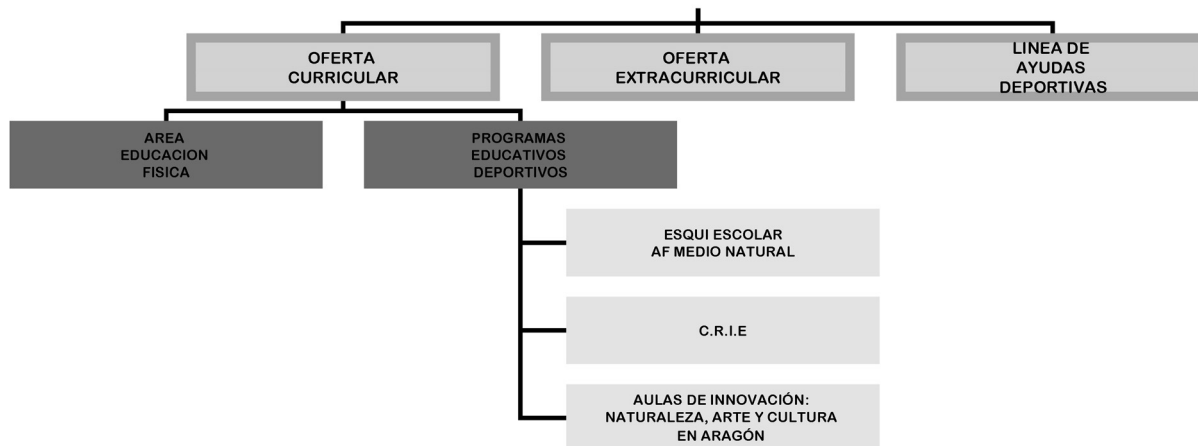 OFERTA
CURRICULAR
OFERTA
EXTRACURRICULAR
LINEA DE
AYUDAS
DEPORTIVAS
AREA
EDUCACION
FISICA
PROGRAMAS
EDUCATIVOS
DEPORTIVOS
ESQUI ESCOLAR
AF MEDIO NATURAL
C.R.I.E
AULAS DE INNOVACIÓN:
NATURALEZA, ARTE Y CULTURA
EN ARAGÓN